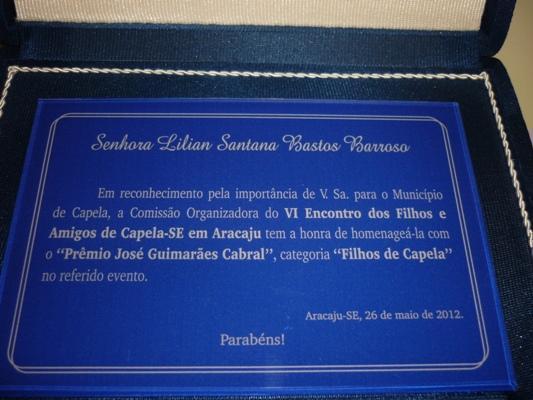 Senhora Lilian Santana Bastos Barroso
Em reconhecimento pela importância de V. Sa. para o Município
de Capela, a Comissão Organizadora do VI Encontro dos Filhos e
Amigos de Capela-SE em Aracaju tem a honra de homenageá-la com
o “Prêmio José Guimarães Cabral”, categoria “Filhos de Capela”
no referido evento.
Aracaju-SE, 26 de maio de 2012.
Parabéns!